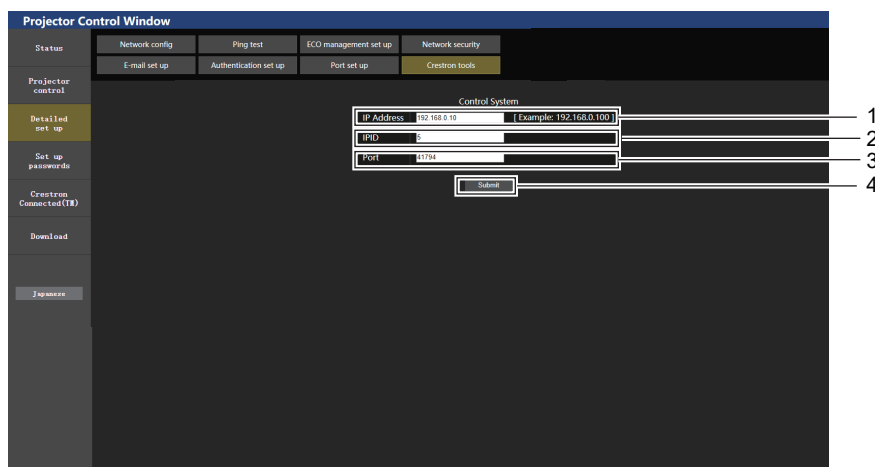 Projector Control Window
Status
Network config Ping test ECO management set up Network security
E-mail set up Authentication set up Port set up Crestron tools
Projector
control
Detailed
set up
Set up
passwords
Crestron
Connected(TM)
Download
Japanese
Control System
IP Address 192.168.0.10 [ Example: 192.168.0.100 ] 1
IPID 5 2
Port 41794 3
Submit 4